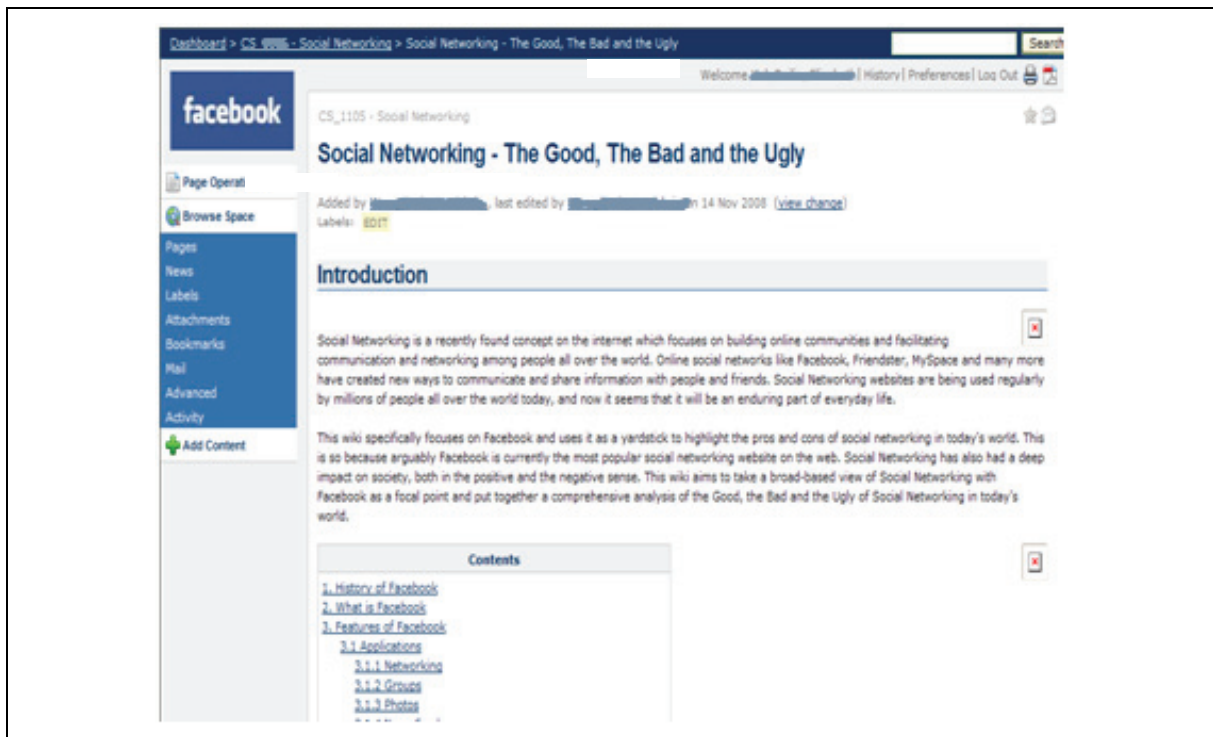 Dashboard > CS - Social Networking > Social Networking - The Good, The Bad and the Ugly
Search
Welcome | History | Preferences | Log Out
facebook
CS_1105 - Social Networking
Social Networking - The Good, The Bad and the Ugly
Page Operati
Added by , last edited by n 14 Nov 2008 (view change)
Labels: EDIT
Browse Space
Pages
News
Labels
Attachments
Bookmarks
Mail
Advanced
Activity
Add Content
Introduction
Social Networking is a recently found concept on the internet which focuses on building online communities and facilitating
communication and networking among people all over the world. Online social networks like Facebook, Friendster, MySpace and many more
have created new ways to communicate and share information with people and friends. Social Networking websites are being used regularly
by millions of people all over the world today, and now it seems that it will be an enduring part of everyday life.
This wiki specifically focuses on Facebook and uses it as a yardstick to highlight the pros and cons of social networking in today's world. This
is so because arguably Facebook is currently the most popular social networking website on the web. Social Networking has also had a deep
impact on society, both in the positive and the negative sense. This wiki aims to take a broad-based view of Social Networking with
Facebook as a focal point and put together a comprehensive analysis of the Good, the Bad and the Ugly of Social Networking in today's
world.
Contents
1. History of Facebook
2. What is Facebook
3. Features of Facebook
3.1 Applications
3.1.1 Networking
3.1.2 Groups
3.1.3 Photos